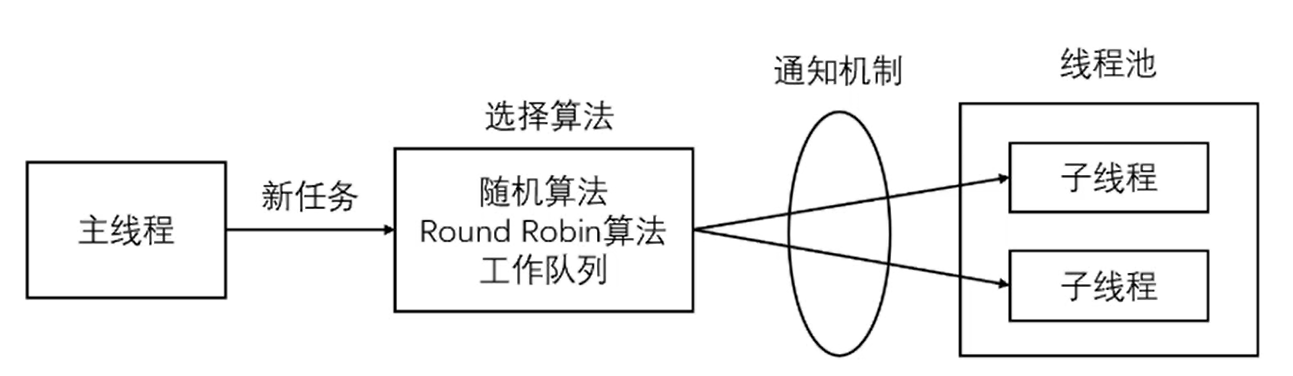 主线程
新任务
选择算法
随机算法
Round Robin算法
工作队列
通知机制
线程池
子线程
子线程